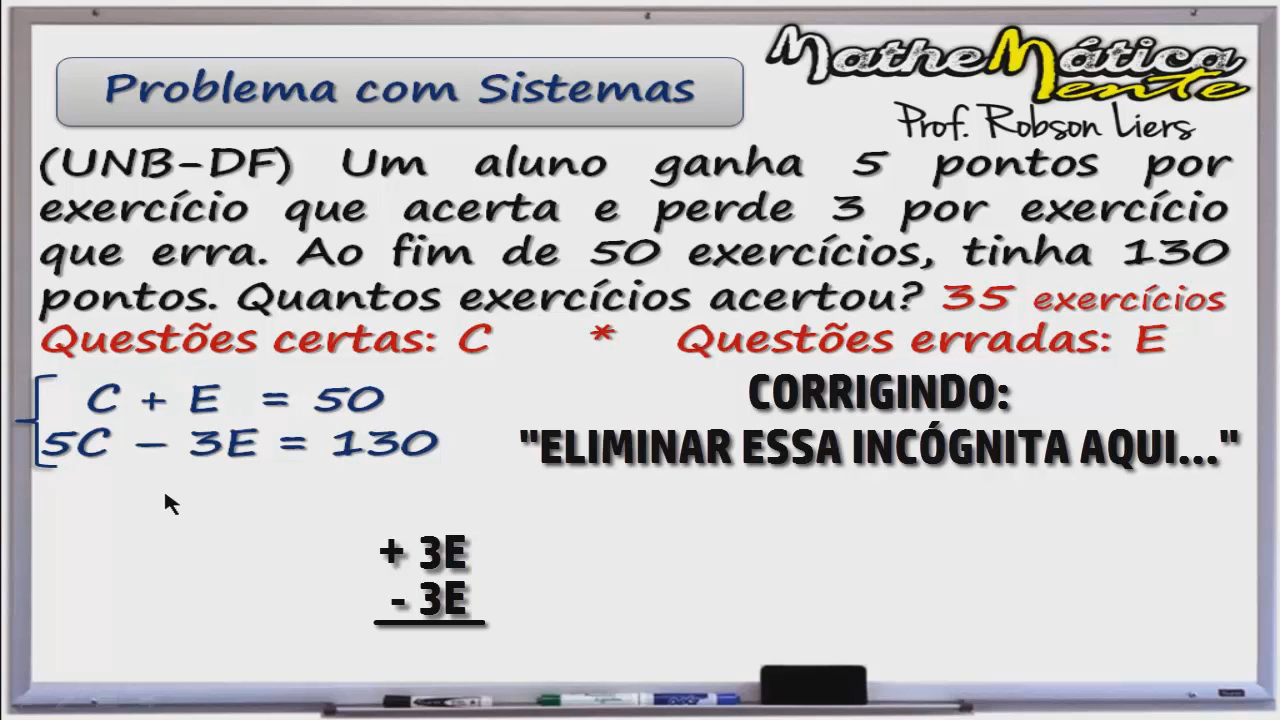 Problema com Sistemas
MatheMática
Mente
Prof. Robson Liers
(UNB-DF) Um aluno ganha 5 pontos por
exercício que acerta e perde 3 por exercício
que erra. Ao fim de 50 exercícios, tinha 130
pontos. Quantos exercícios acertou? 35 exercícios
Questões certas: C * Questões erradas: E
C + E = 50
5C - 3E = 130
CORRIGINDO:
"ELIMINAR ESSA INCÓGNITA AQUI..."
+ 3E
- 3E